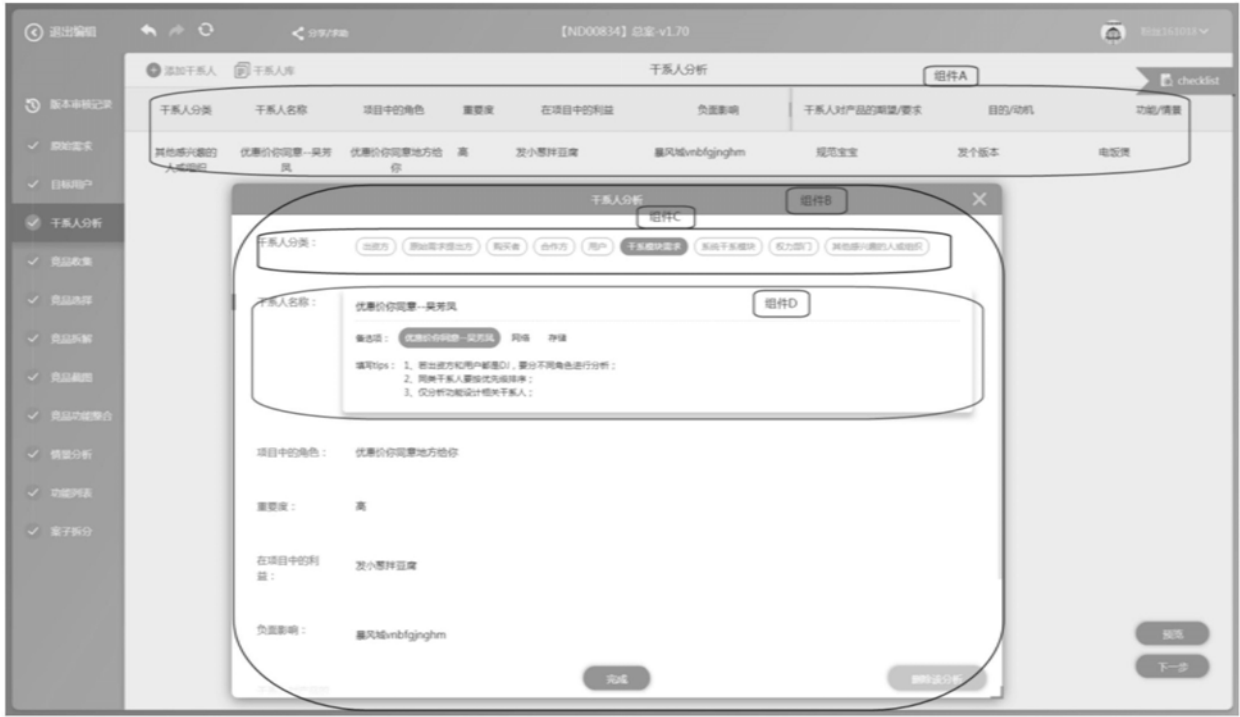 退出编辑
分享/求助
【ND00834】总案-v1.70
添加干系人 干系人库
干系人分析
组件A
checklist
版本审核记录
原始需求
目标用户
干系人分析
竞品收集
竞品选择
竞品拆解
竞品截图
竞品功能整合
情景分析
功能列表
案子拆分
干系人分类 干系人名称 项目中的角色 重要度 在项目中的利益 负面影响 干系人对产品的期望/要求 目的/动机 功能/情景
其他感兴趣的 优惠价你同意--吴芳 优惠价你同意地方给 高 发小葱拌豆腐 暴风城vnbfgjnghm 规范宝宝 发个版本 电饭煲
人或组织 凤 你
干系人分析
组件B
组件C
干系人分类： 出资方 原始需求提出方 购买者 合作方 用户 干系模块需求 系统干系模块 权力部门 其他感兴趣的人或组织
干系人名称： 优惠价你同意--吴芳凤
组件D
备选项： 优惠价你同意--吴芳凤 网络 存储
填写tips： 1、若出资方和用户都是DJ，要分不同角色进行分析；
2、同类干系人要按优先级排序；
3、仅分析功能设计相关干系人；
项目中的角色： 优惠价你同意地方给你
重要度： 高
在项目中的利 发小葱拌豆腐
益：
负面影响： 暴风城vnbfgjnghm
完成
删除该分析
预览
下一步